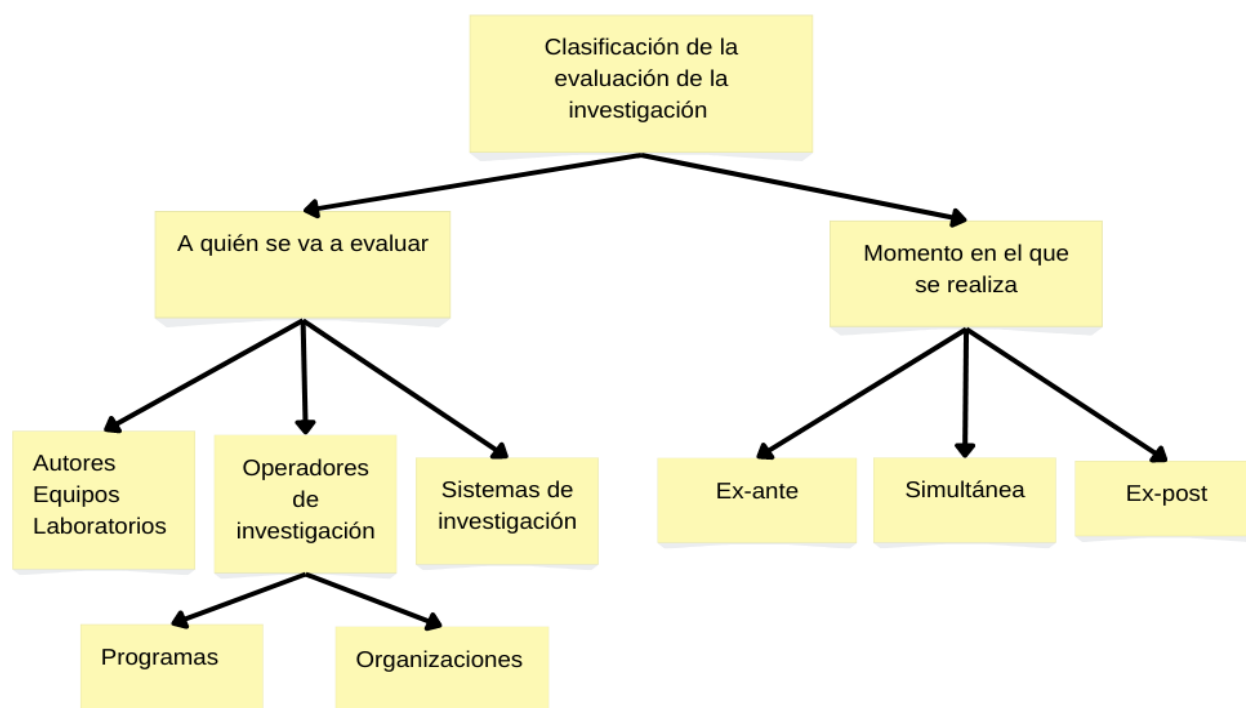 Clasificación de la
evaluación de la
investigación
A quién se va a evaluar
Momento en el que
se realiza
Autores
Equipos
Laboratorios
Operadores
de
investigación
Sistemas de
investigación
Ex-ante
Simultánea
Ex-post
Programas
Organizaciones